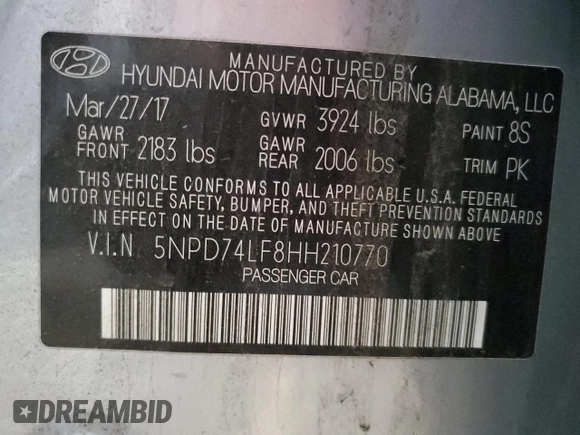 MANUFACTURED BY
HYUNDAI MOTOR MANUFACTURING ALABAMA, LLC
Mar/27/17 GVWR 3924 lbs PAINT 8S
GAWR FRONT 2183 lbs GAWR REAR 2006 lbs TRIM PK
THIS VEHICLE CONFORMS TO ALL APPLICABLE U.S.A. FEDERAL
MOTOR VEHICLE SAFETY, BUMPER, AND THEFT PREVENTION
STANDARDS IN EFFECT ON THE DATE OF MANUFACTURE SHOWN ABOVE.
V.I.N 5NPD74LF8HH210770
PASSENGER CAR
DREAMBID